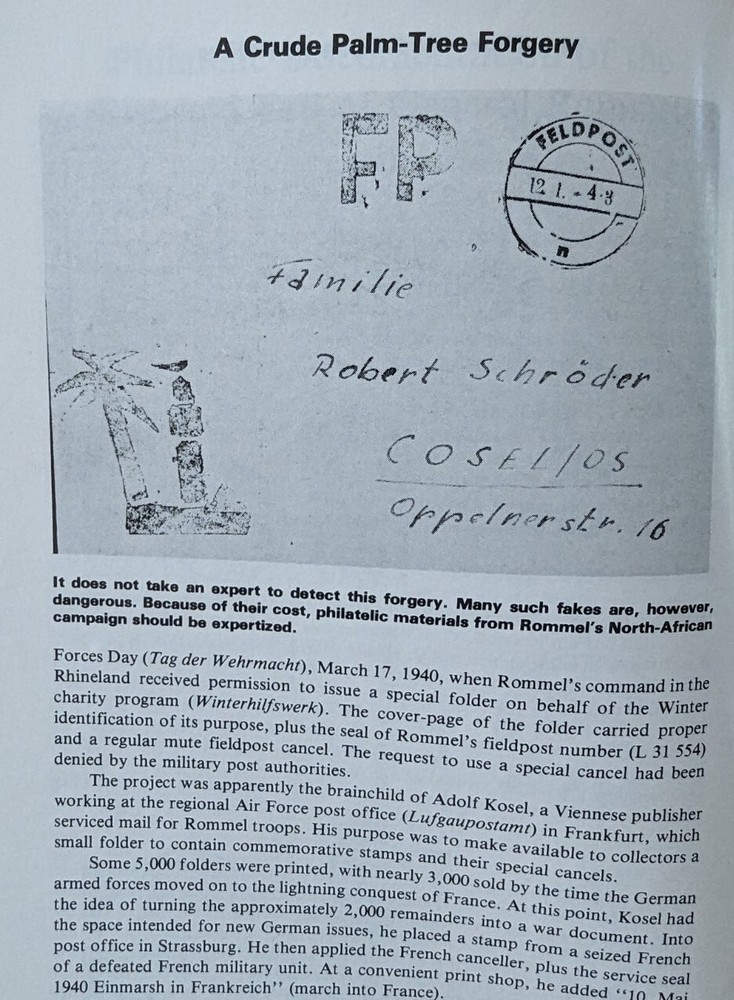 A Crude Palm-Tree Forgery
FP
FELDPOST
12 1. - 4·3
n
Familie
Robert Schröder
COSEL/OS
Oppelnerstr. 16
It does not take an expert to detect this forgery. Many such fakes are, however,
dangerous. Because of their cost, philatelic materials from Rommel's North-African
campaign should be expertized.
Forces Day (Tag der Wehrmacht), March 17, 1940, when Rommel's command in the
Rhineland received permission to issue a special folder on behalf of the Winter
charity program (Winterhilfswerk). The cover-page of the folder carried proper
identification of its purpose, plus the seal of Rommel's fieldpost number (L 31 554)
and a regular mute fieldpost cancel. The request to use a special cancel had been
denied by the military post authorities.
The project was apparently the brainchild of Adolf Kosel, a Viennese publisher
working at the regional Air Force post office (Lufgaupostamt) in Frankfurt, which
serviced mail for Rommel troops. His purpose was to make available to collectors a
small folder to contain commemorative stamps and their special cancels.
Some 5,000 folders were printed, with nearly 3,000 sold by the time the German
armed forces moved on to the lightning conquest of France. At this point, Kosel had
the idea of turning the approximately 2,000 remainders into a war document. Into
the space intended for new German issues, he placed a stamp from a seized French
post office in Strassburg. He then applied the French canceller, plus the service seal
of a defeated French military unit. At a convenient print shop, he added "10. Mai
1940 Einmarsh in Frankreich" (march into France).